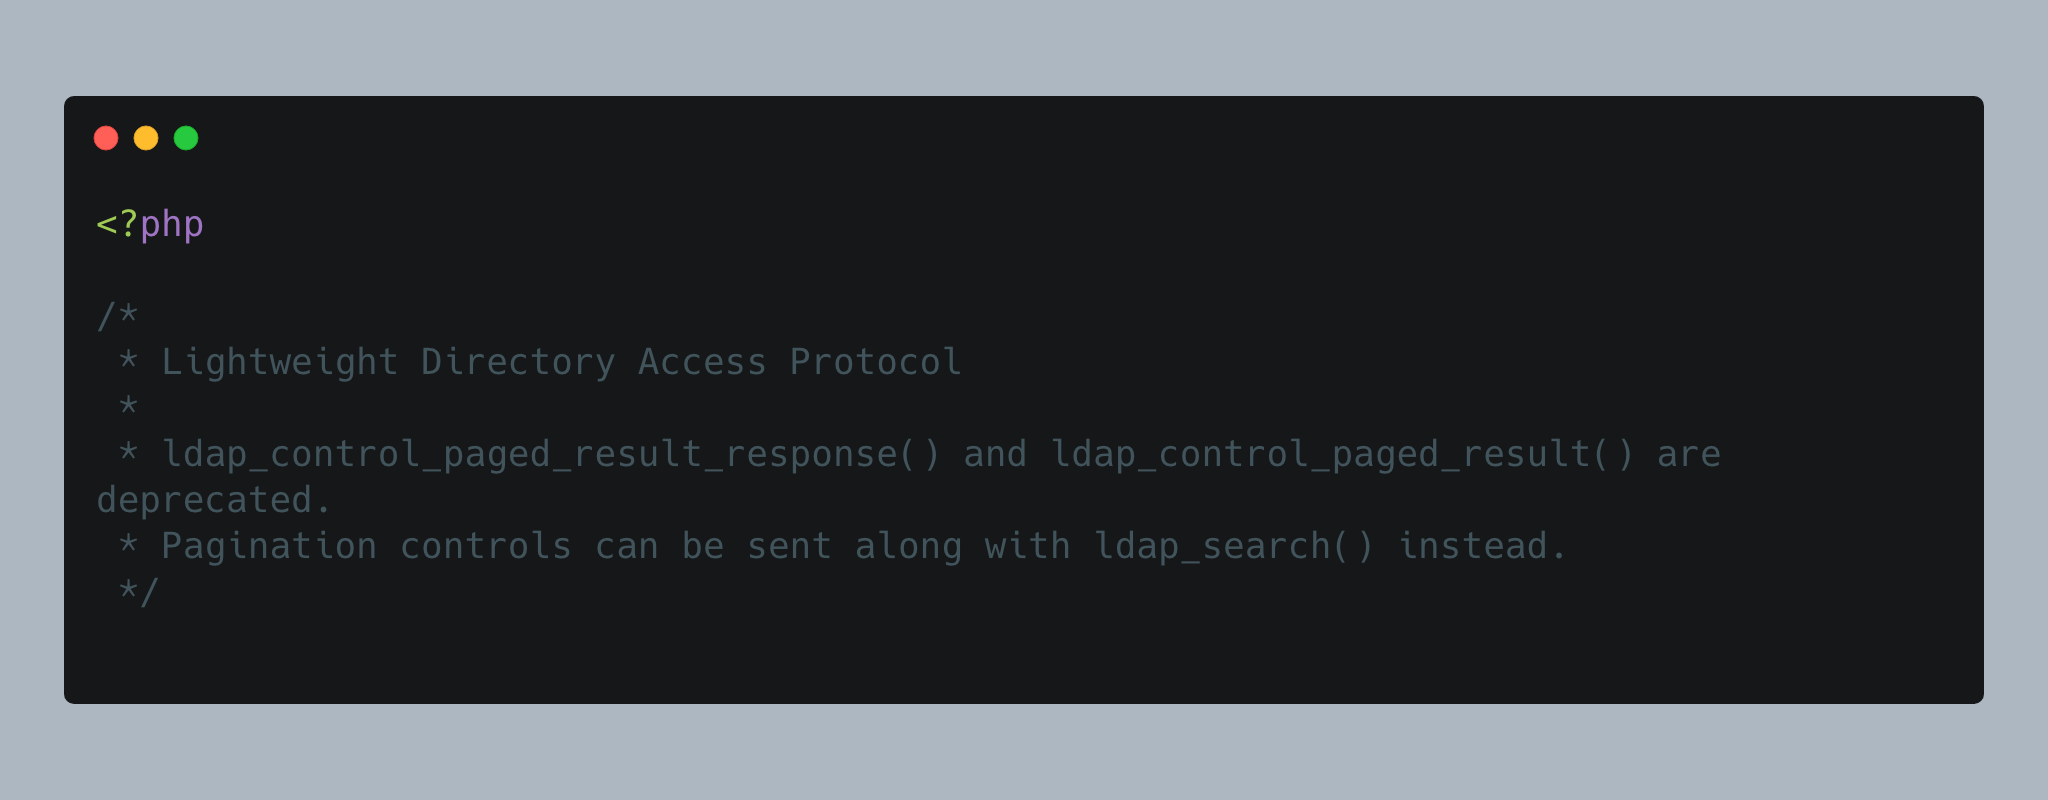 <?php
/*
 * Lightweight Directory Access Protocol
 *
 * ldap_control_paged_result_response() and ldap_control_paged_result() are
deprecated.
 * Pagination controls can be sent along with ldap_search() instead.
 */